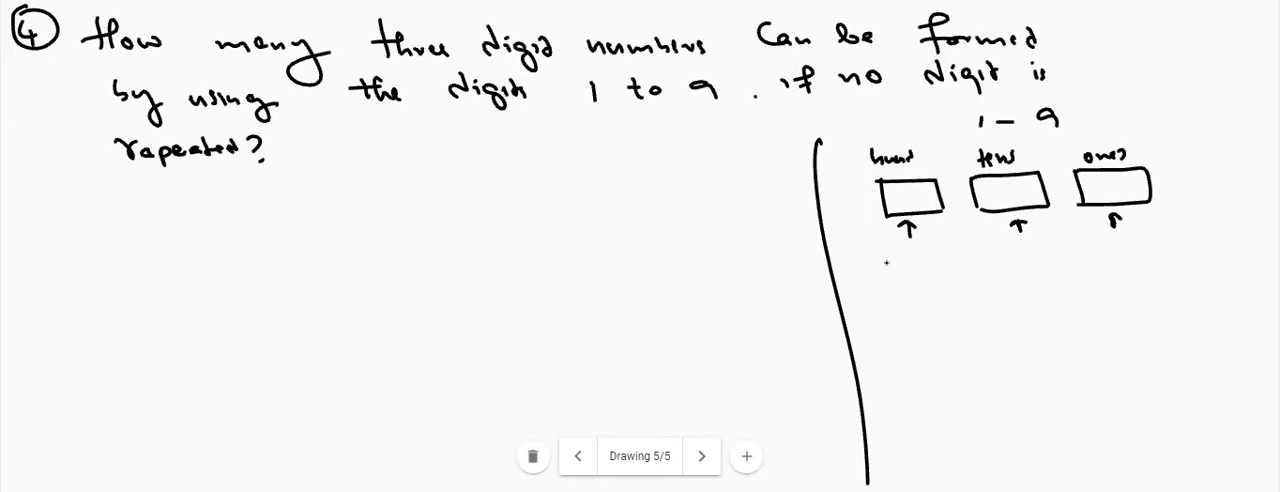 4 How many three digit numbers can be formed
by using the digits 1 to 9. if no digit is
rapeated?
1 - 9
hund tens ones
Drawing 5/5